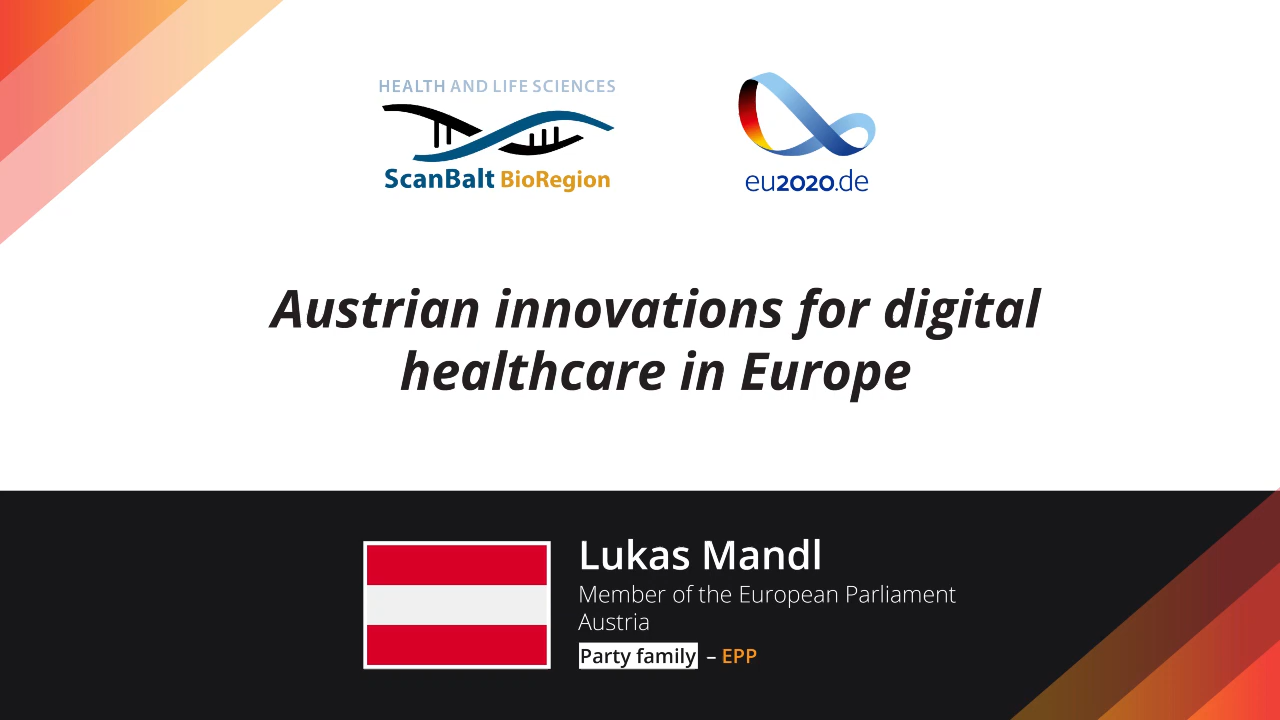 HEALTH AND LIFE SCIENCES
ScanBalt BioRegion
eu2020.de
Austrian innovations for digital
healthcare in Europe
Lukas Mandl
Member of the European Parliament
Austria
Party family – EPP